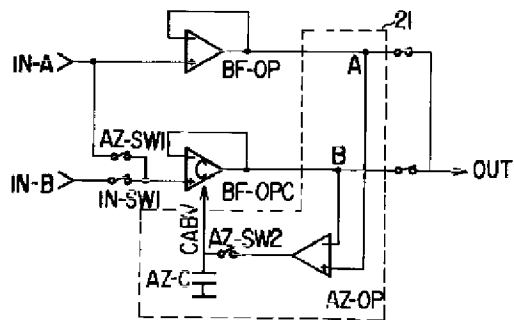 21
IN-A
BF-OP
A
AZ-SW1
IN-B
IN-SW1
C
BF-OPC
B
OUT
CABV
AZ-SW2
AZ-C
AZ-OP